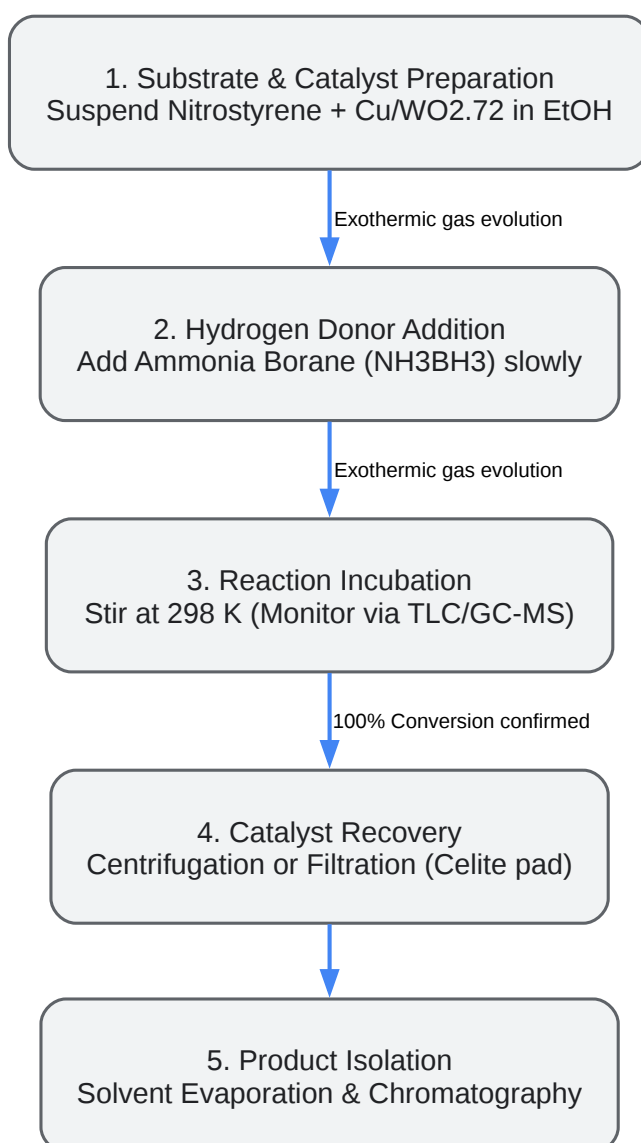 1. Substrate & Catalyst Preparation
Suspend Nitrostyrene + Cu/WO2.72 in EtOH
Exothermic gas evolution
2. Hydrogen Donor Addition
Add Ammonia Borane (NH3BH3) slowly
Exothermic gas evolution
3. Reaction Incubation
Stir at 298 K (Monitor via TLC/GC-MS)
100% Conversion confirmed
4. Catalyst Recovery
Centrifugation or Filtration (Celite pad)
5. Product Isolation
Solvent Evaporation & Chromatography